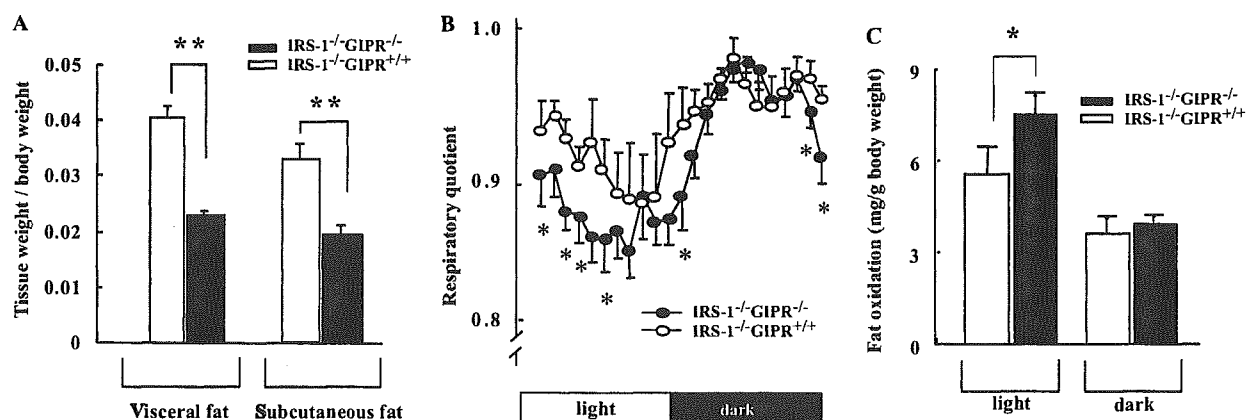 A
IRS-1-/-GIPR-/-
IRS-1-/-GIPR+/+
**
**
0.05
0.04
0.03
0.02
0.01
0
Tissue weight / body weight
Visceral fat
Subcutaneous fat
B
1.0
0.9
0.8
Respiratory quotient
*
*
*
*
*
*
*
IRS-1-/-GIPR-/-
IRS-1-/-GIPR+/+
light
dark
C
*
9
6
3
0
Fat oxidation (mg/g body weight)
IRS-1-/-GIPR-/-
IRS-1-/-GIPR+/+
light
dark